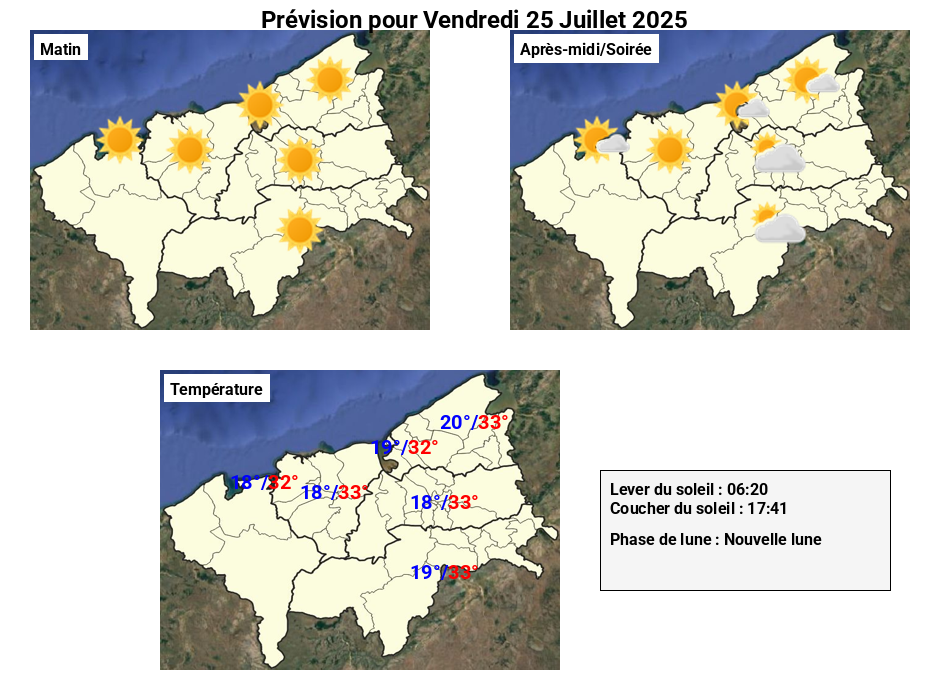 Prévision pour Vendredi 25 Juillet 2025
Matin
Après-midi/Soirée
Température
20°/33°
19°/32°
18°/32°
18°/33°
18°/33°
19°/33°
Lever du soleil : 06:20
Coucher du soleil : 17:41
Phase de lune : Nouvelle lune